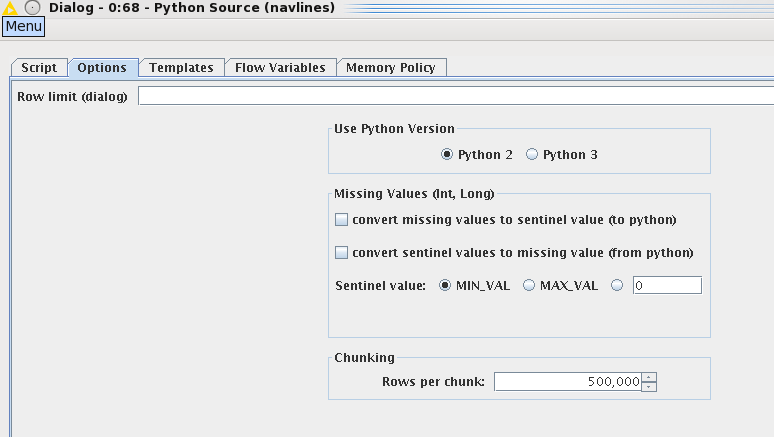 Dialog - 0:68 - Python Source (navlines)
Menu
Script Options Templates Flow Variables Memory Policy
Row limit (dialog)
Use Python Version
Python 2 Python 3
Missing Values (Int, Long)
convert missing values to sentinel value (to python)
convert sentinel values to missing value (from python)
Sentinel value: MIN_VAL MAX_VAL 0
Chunking
Rows per chunk: 500,000